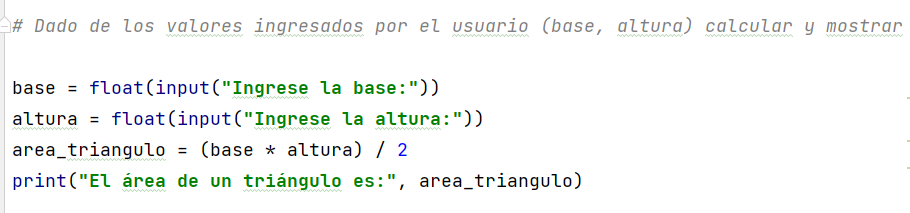 # Dado de los valores ingresados por el usuario (base, altura) calcular y mostrar
base = float(input("Ingrese la base:"))
altura = float(input("Ingrese la altura:"))
area_triangulo = (base * altura) / 2
print("El área de un triángulo es:", area_triangulo)